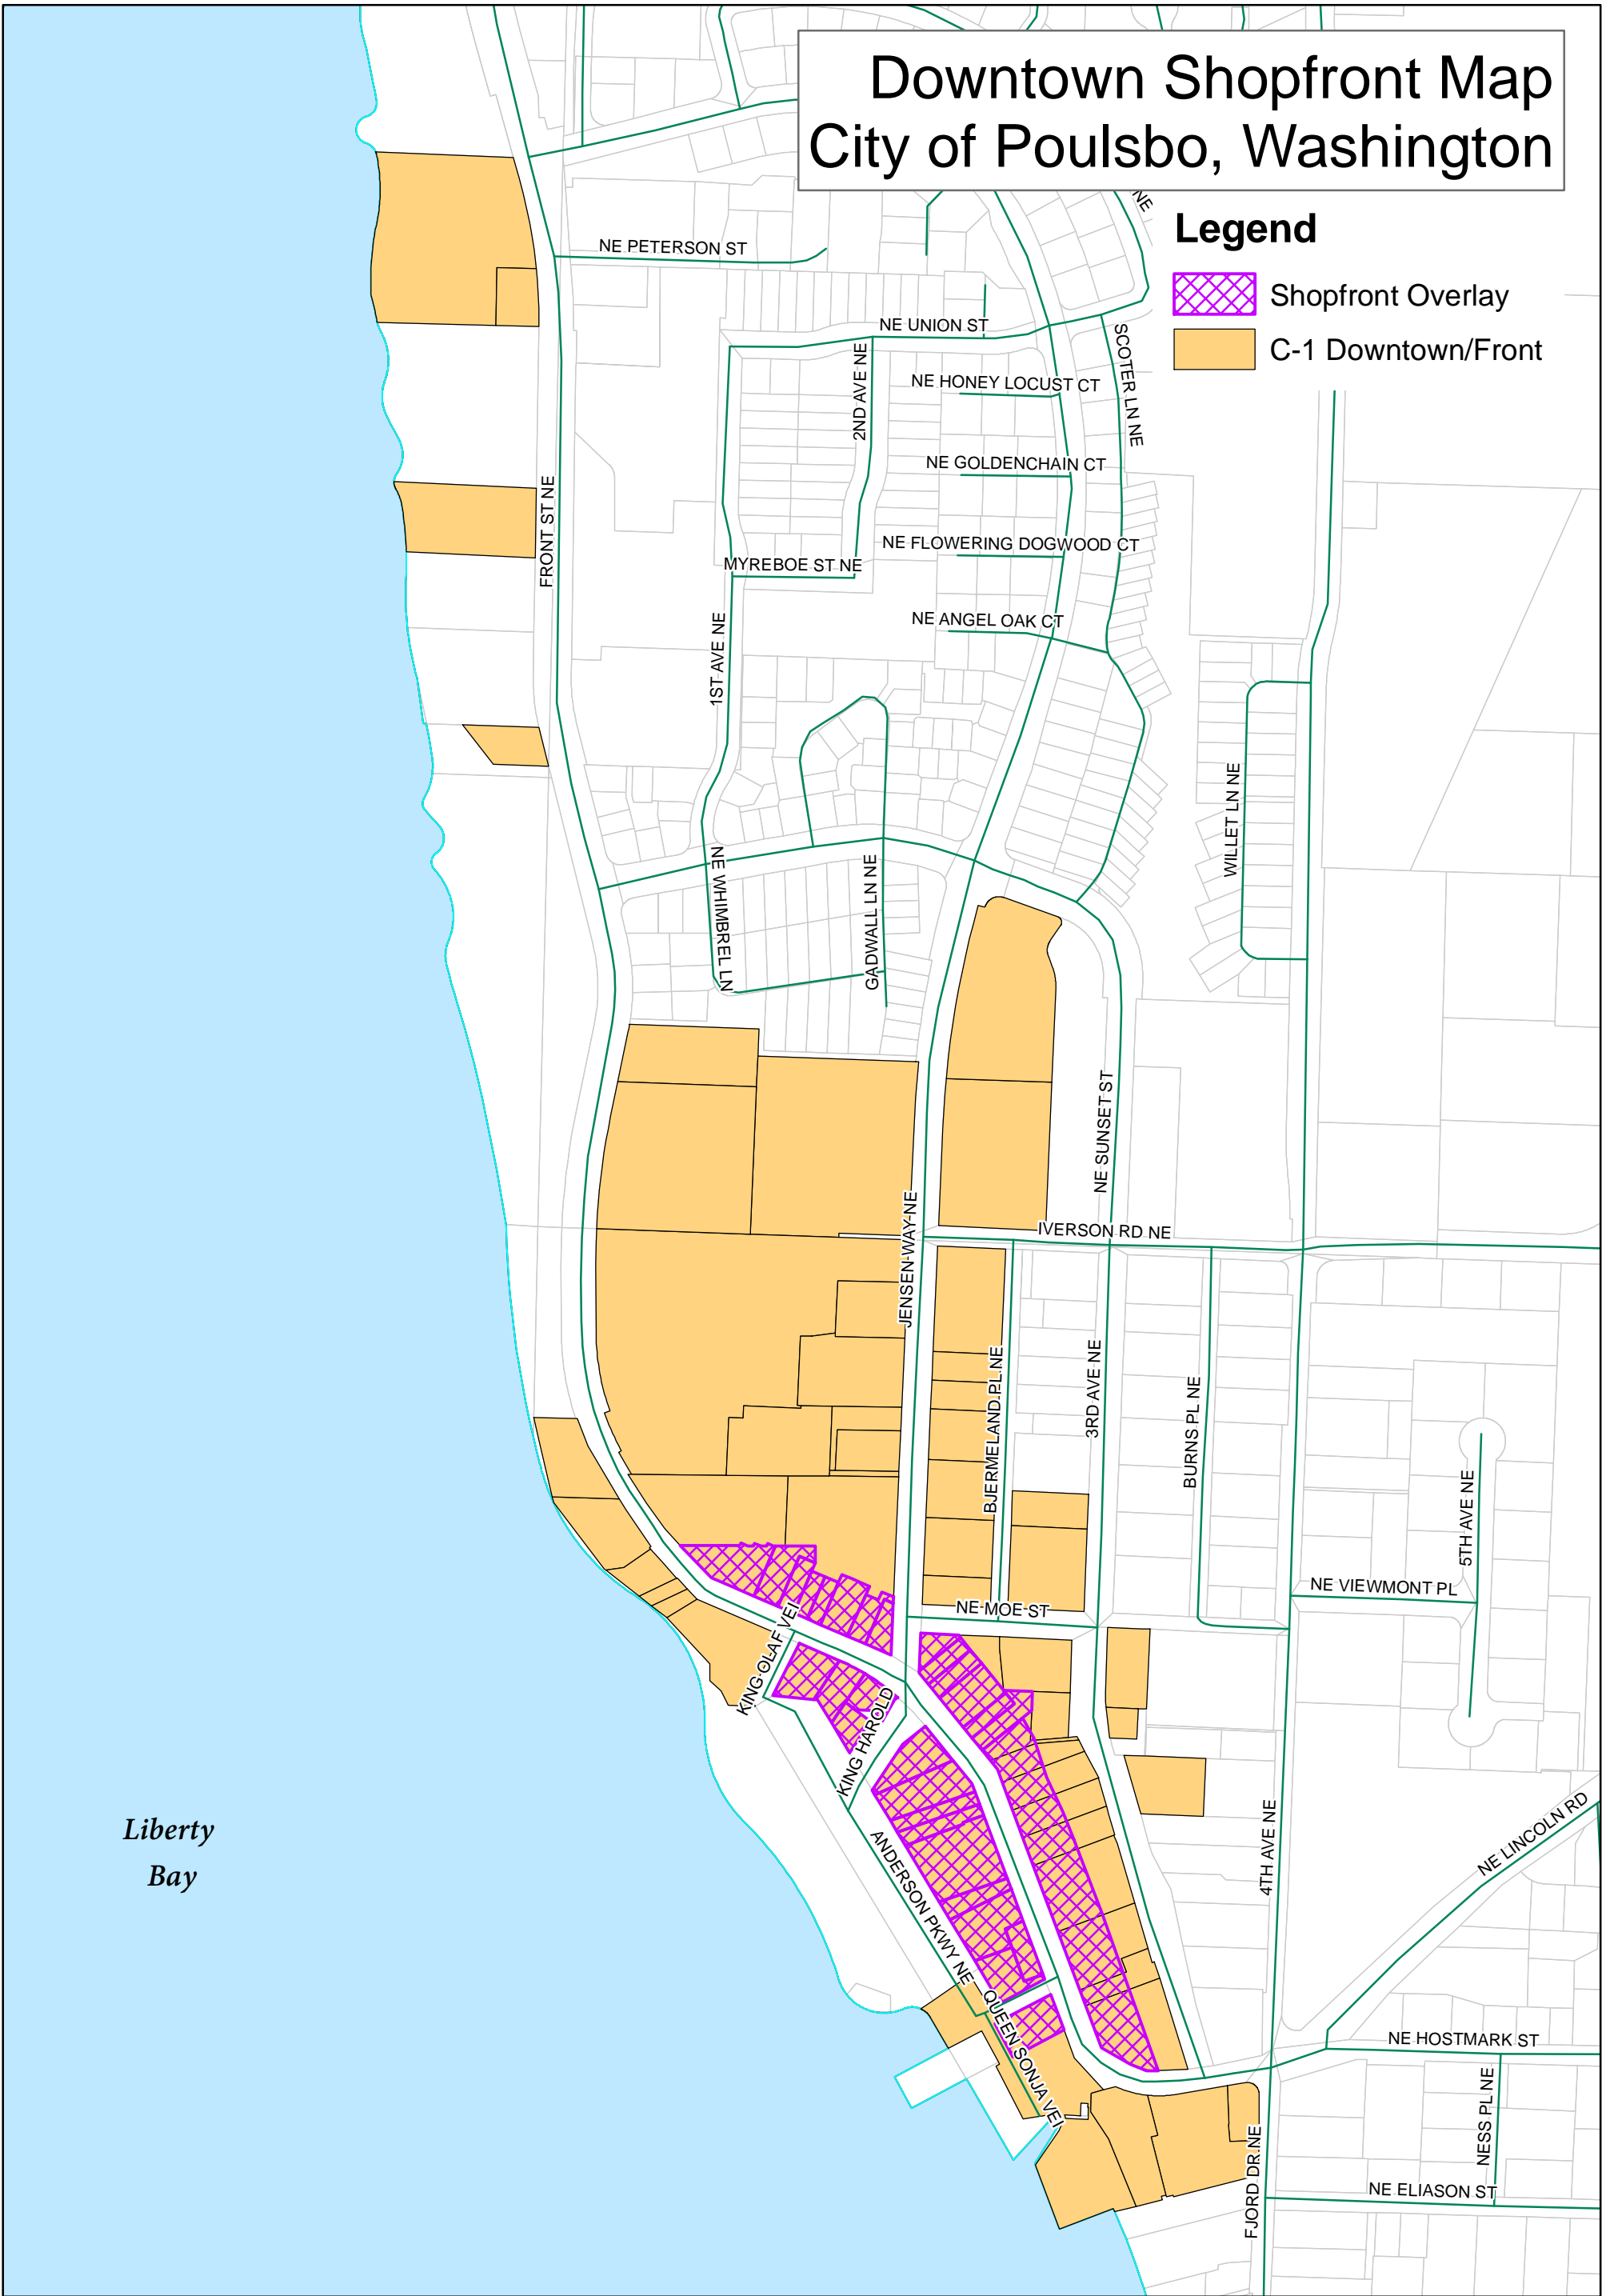 Downtown Shopfront Map
City of Poulsbo, Washington
NE
Legend
Shopfront Overlay
C-1 Downtown/Front
NE PETERSON ST
NE UNION ST
SCOTER LN NE
2ND AVE NE
NE HONEY LOCUST CT
NE GOLDENCHAIN CT
FRONT ST NE
NE FLOWERING DOGWOOD CT
MYREBOE ST NE
NE ANGEL OAK CT
1ST AVE NE
WILLET LN NE
NE WHIMBREL LN
GADWALL LN NE
NE SUNSET ST
JENSEN WAY NE
IVERSON RD NE
BJERMELAND PL NE
3RD AVE NE
BURNS PL NE
5TH AVE NE
NE VIEWMONT PL
NE MOE ST
KING OLAF VEI
KING HAROLD
ANDERSON PKWY NE
4TH AVE NE
NE LINCOLN RD
Liberty
Bay
QUEEN SONJA VEI
NE HOSTMARK ST
NESS PL NE
FJORD DR NE
NE ELIASON ST